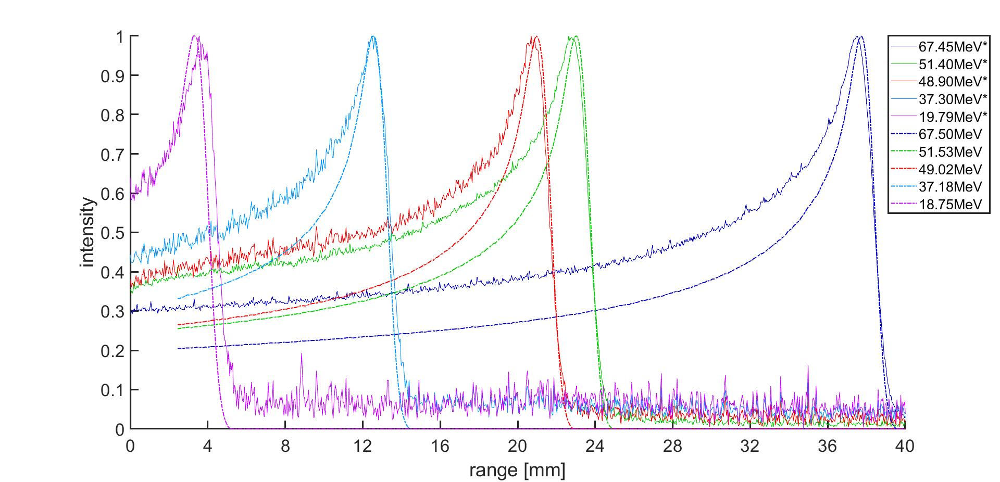 1
0.9
0.8
0.7
0.6
0.5
0.4
0.3
0.2
0.1
0
intensity
0 4 8 12 16 20 24 28 32 36 40
range [mm]
67.45MeV*
51.40MeV*
48.90MeV*
37.30MeV*
19.79MeV*
67.50MeV
51.53MeV
49.02MeV
37.18MeV
18.75MeV